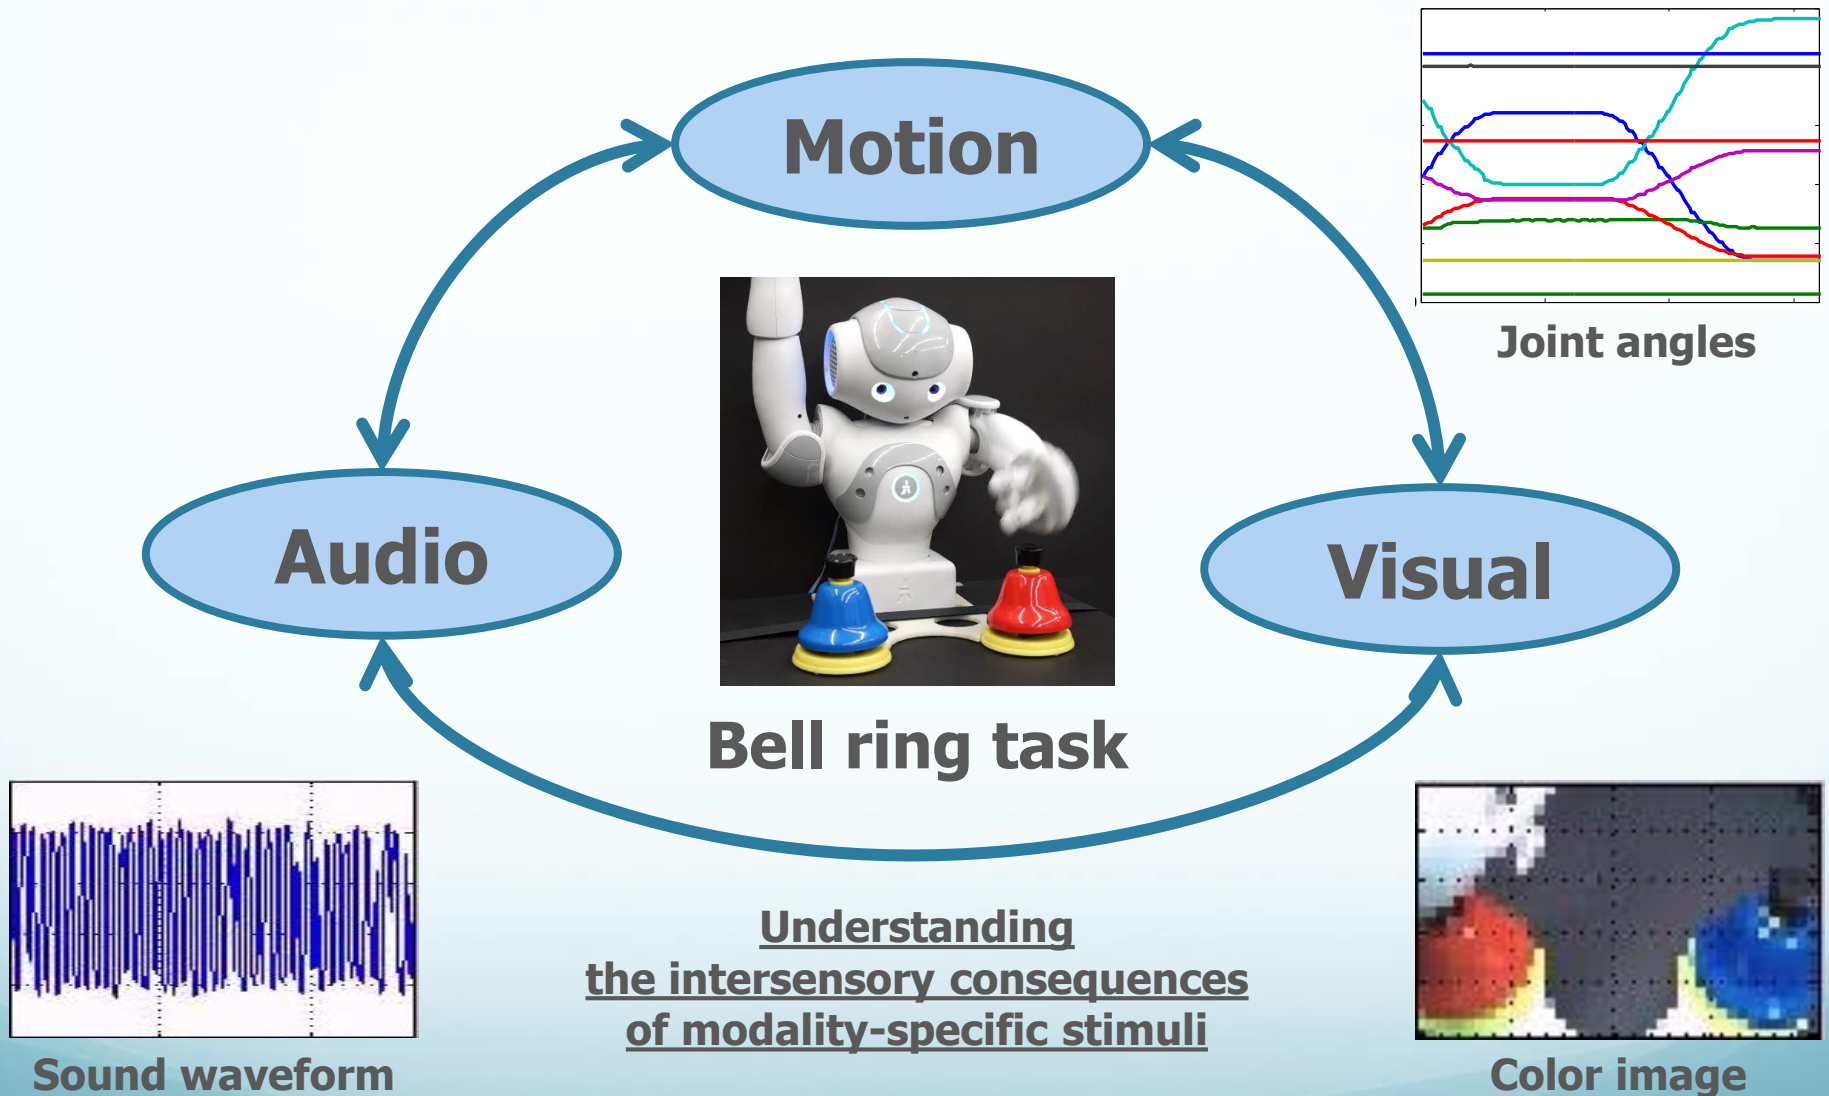 Motion
Joint angles
Audio
Visual
Bell ring task
Understanding
the intersensory consequences
of modality-specific stimuli
Sound waveform
Color image